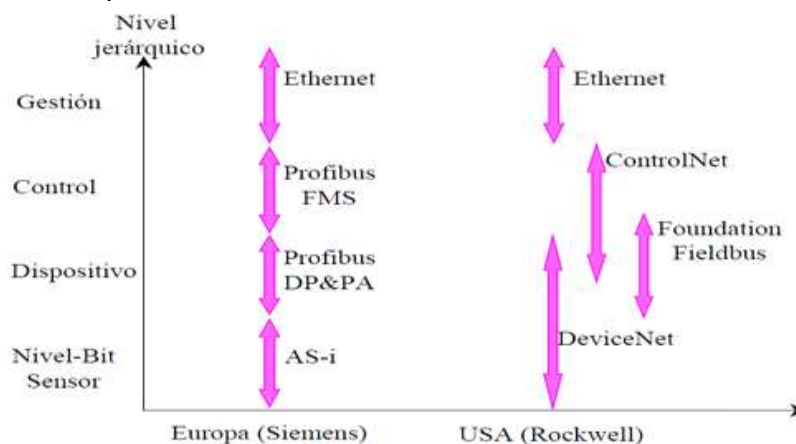 Nivel
jerárquico
Gestión
Control
Dispositivo
Nivel-Bit
Sensor
Ethernet
Profibus
FMS
Profibus
DP&PA
AS-i
Ethernet
ControlNet
Foundation
Fieldbus
DeviceNet
Europa (Siemens)
USA (Rockwell)